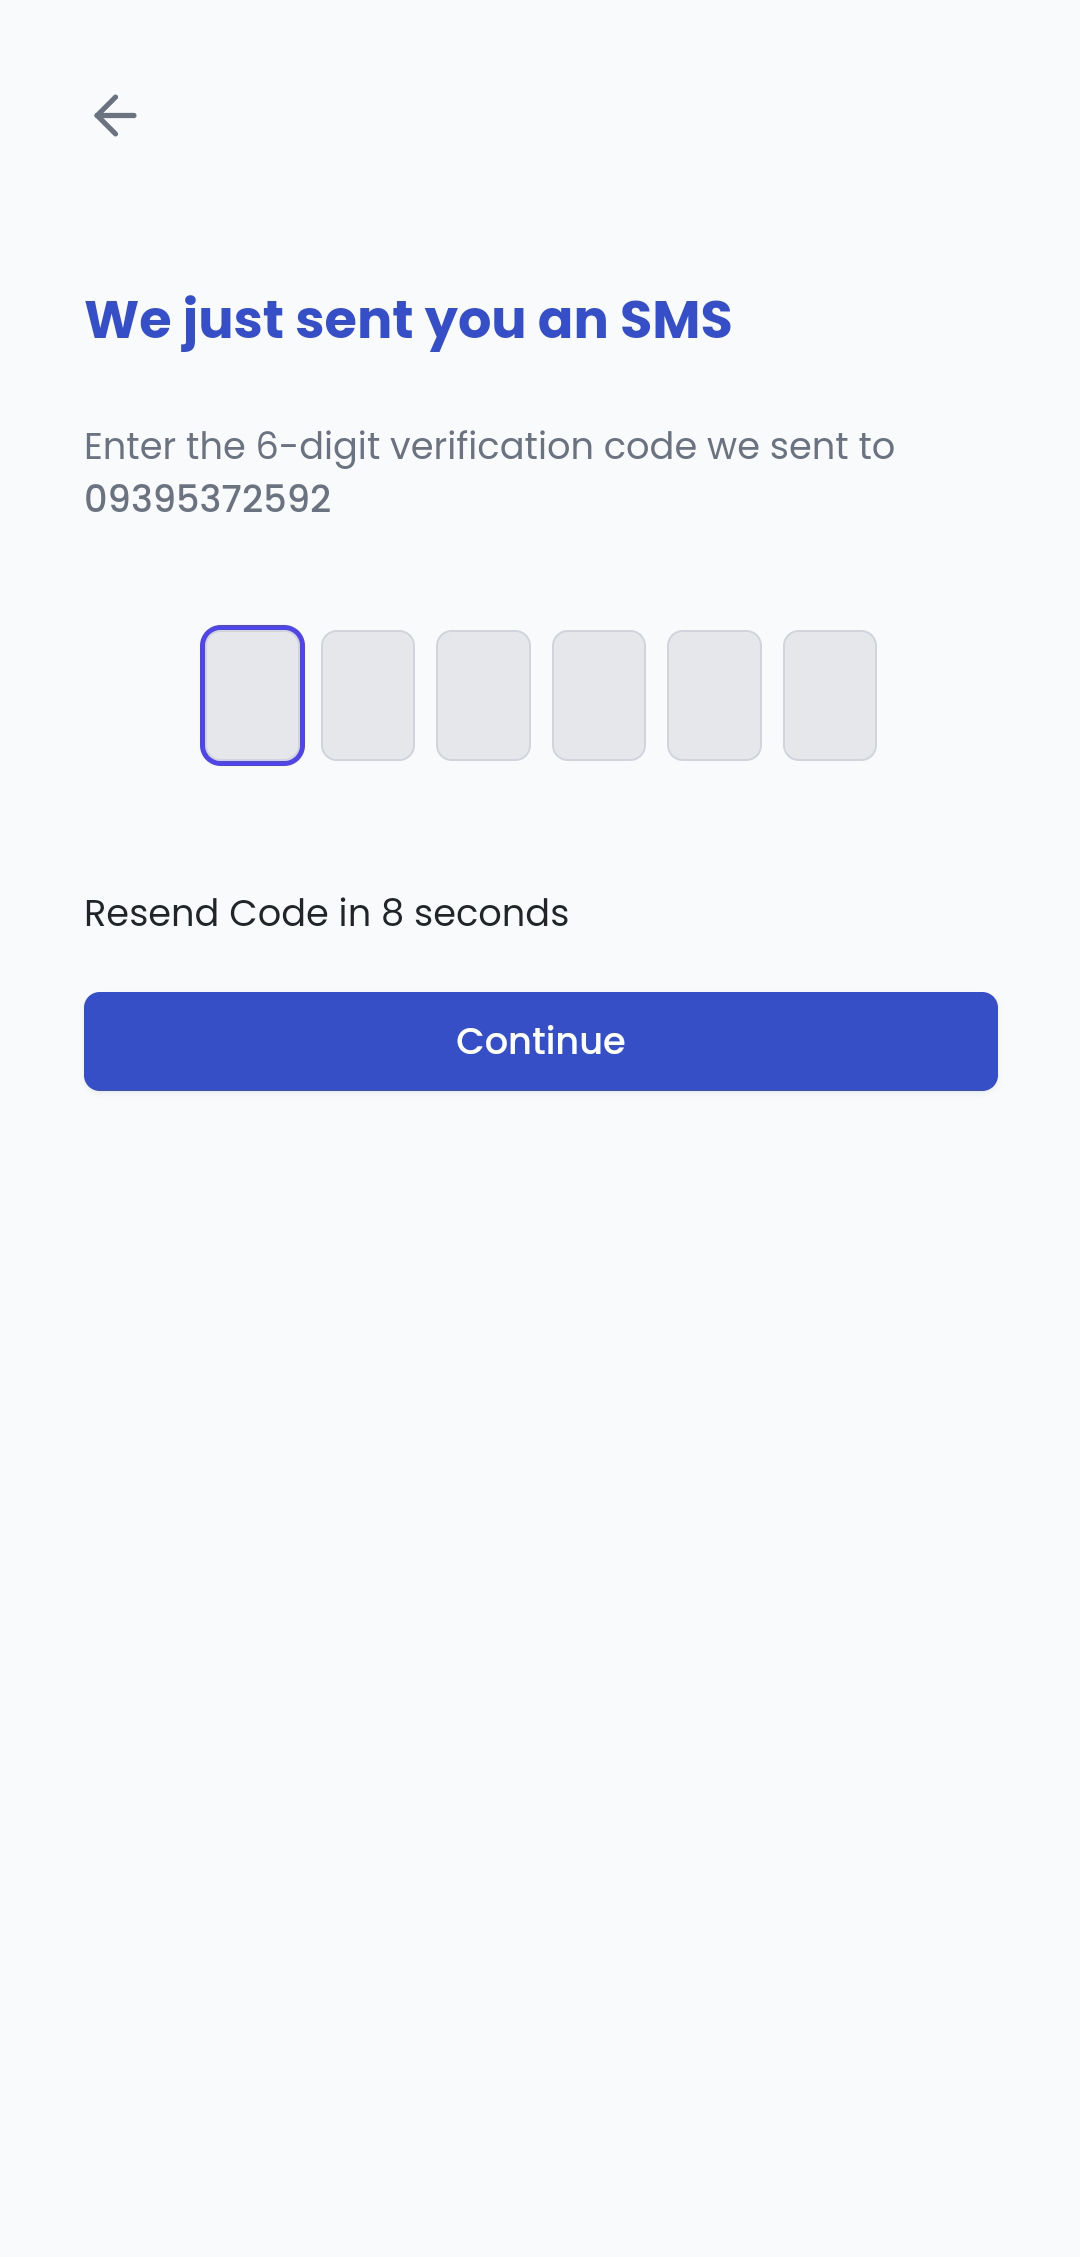 We just sent you an SMS
Enter the 6-digit verification code we sent to
09395372592
Resend Code in 8 seconds
Continue